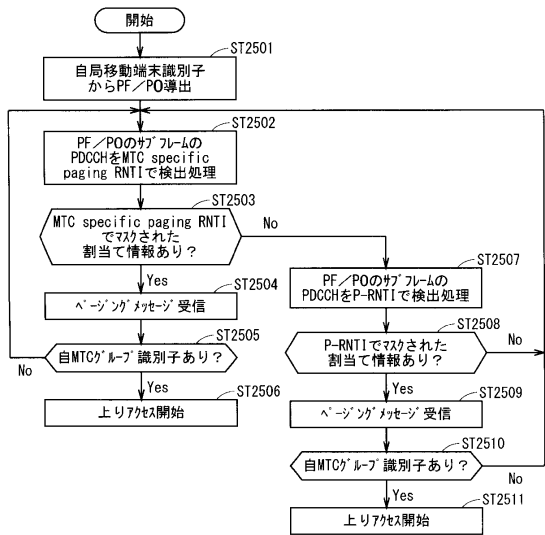 開始
ST2501
自局移動端末識別子
からPF/PO導出
ST2502
PF/POのサブフレームの
PDCCHをMTC specific
paging RNTIで検出処理
ST2503
MTC specific paging RNTI
でマスクされた
割当て情報あり?
No
Yes
ST2504
ページングメッセージ受信
ST2505
自MTCグループ識別子あり?
No
Yes
ST2506
上りアクセス開始
ST2507
PF/POのサブフレームの
PDCCHをP-RNTIで検出処理
ST2508
P-RNTIでマスクされた
割当て情報あり?
No
Yes
ST2509
ページングメッセージ受信
ST2510
自MTCグループ識別子あり?
No
Yes
ST2511
上りアクセス開始